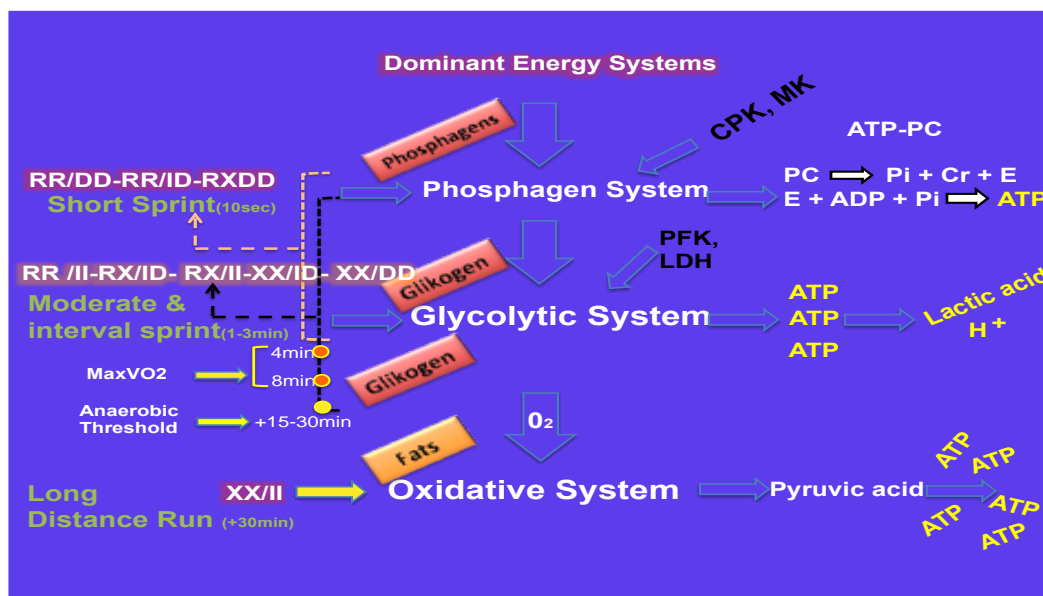 Dominant Energy Systems
CPK, MK
ATP-PC
Phosphagens
RR/DD-RR/ID-RXDD
Short Sprint(10sec)
Phosphagen System
PC Pi + Cr + E
E + ADP + Pi ATP
PFK,
LDH
RR /II-RX/ID- RX/II-XX/ID- XX/DD
Glikogen
Moderate &
interval sprint(1-3min)
Glycolytic System
ATP
ATP
ATP
Lactic acid
H +
4min
MaxVO2
8min
Glikogen
Anaerobic
Threshold
+15-30min
02
Fats
Long
Distance Run (+30min)
XX/II
Oxidative System
Pyruvic acid
ATP
ATP
ATP
ATP
ATP